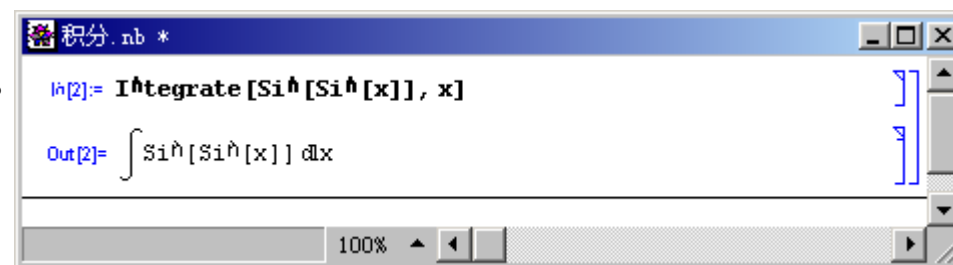 积分.nb *
In[2]:= Integrate[Sin[Sin[x]], x]
Out[2]= ∫Sin[Sin[x]] dx
100%